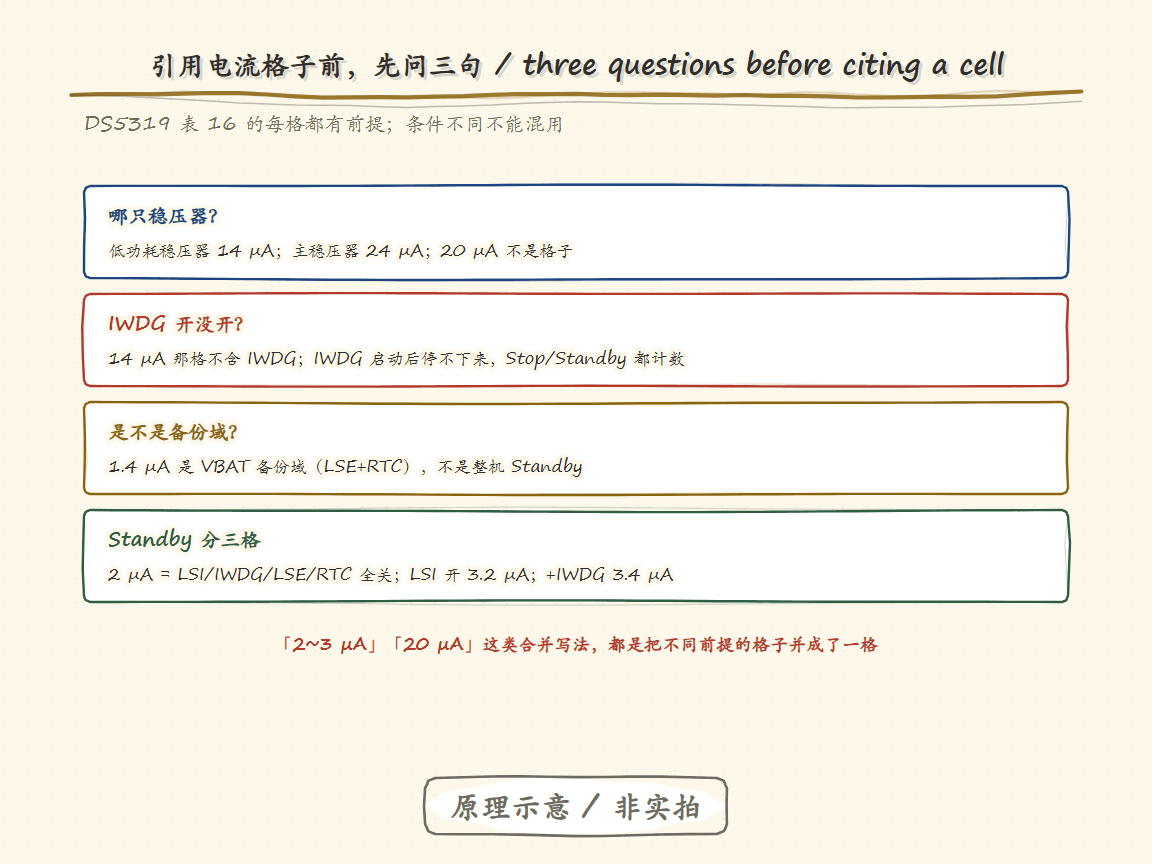 引用电流格子前，先问三句 / three questions before citing a cell
DS5319 表 16 的每格都有前提；条件不同不能混用
哪只稳压器？
低功耗稳压器 14 μA；主稳压器 24 μA；20 μA 不是格子
IWDG 开没开？
14 μA 那格不含 IWDG；IWDG 启动后停不下来，Stop/Standby 都计数
是不是备份域？
1.4 μA 是 VBAT 备份域（LSE+RTC），不是整机 Standby
Standby 分三格
2 μA = LSI/IWDG/LSE/RTC 全关；LSI 开 3.2 μA；+IWDG 3.4 μA
「2~3 μA」「20 μA」这类合并写法，都是把不同前提的格子并成了一格
原理示意 / 非实拍